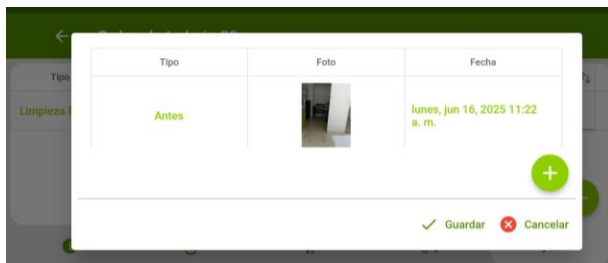 Tipo
Tipo Foto Fecha
Limpieza
Antes
lunes, jun 16, 2025 11:22
a. m.
Guardar
Cancelar